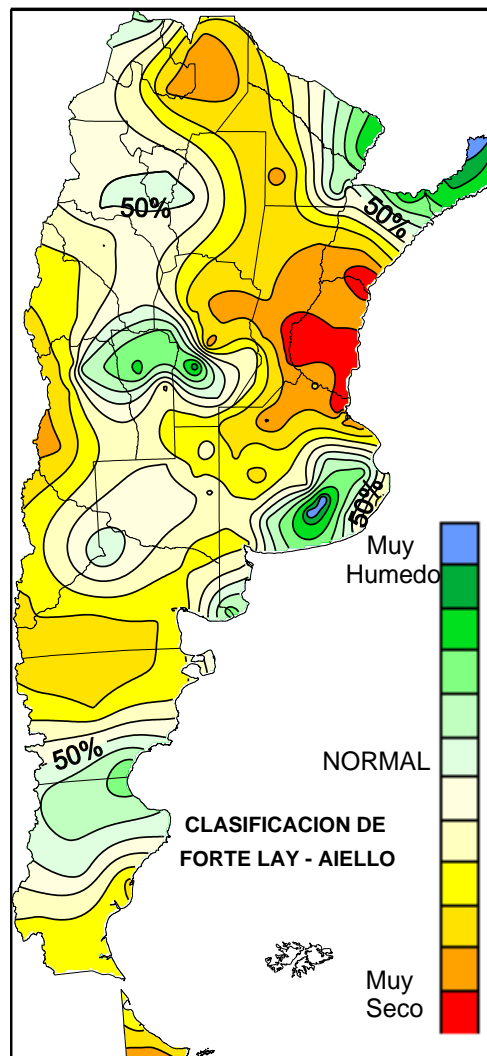 50%
50%
50%
Muy
Humedo
50%
NORMAL
CLASIFICACION DE
FORTE LAY - AIELLO
Muy
Seco